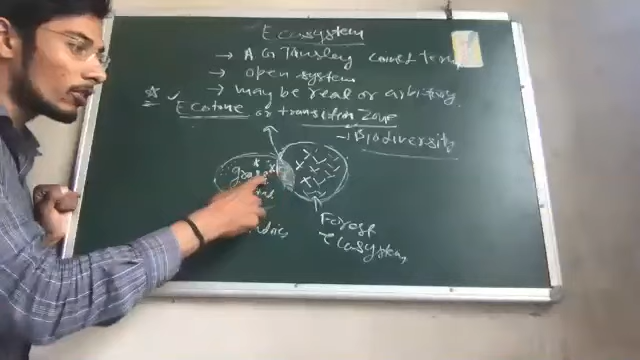 Ecosystem
→ A G Tansley coined term
→ open system
→ may be real or arbitrary
Ecotone or transition zone
→ Biodiversity
Forest
Ecosystem